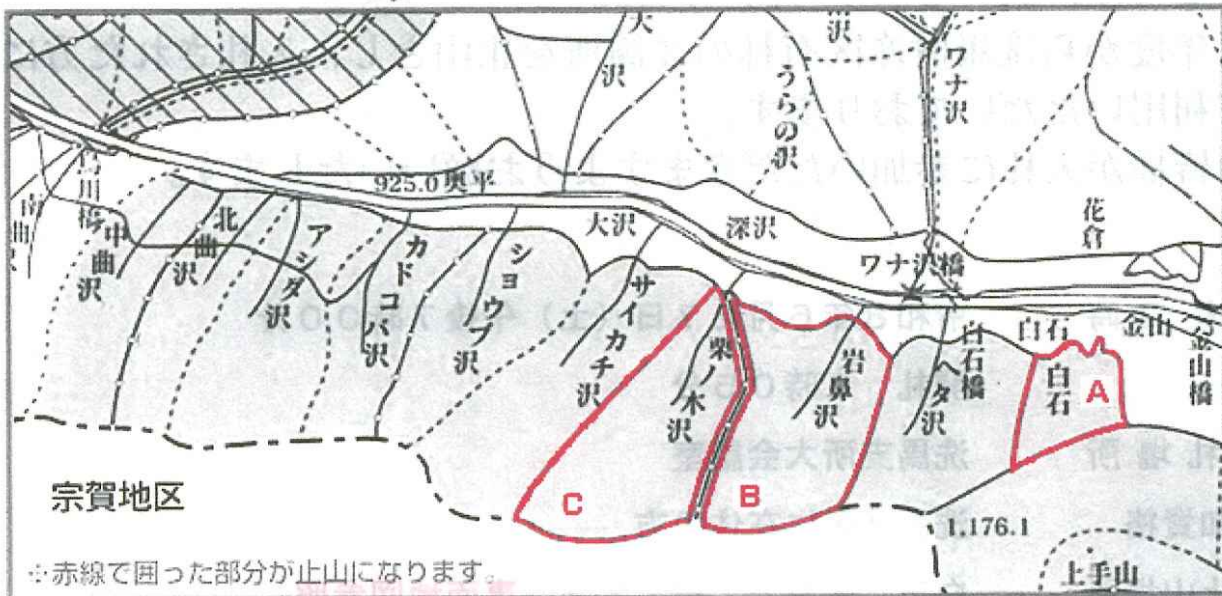 大沢
うらの沢
ワナ沢
925.0
奥平
大沢
深沢
花倉
ワナ沢橋
中曲沢
北曲沢
アシダ沢
カドコバ沢
ショウブ沢
サイカチ沢
栗ノ木沢
岩鼻沢
ヘタ沢
白石橋
白石
白石
金山
金山橋
A
B
C
宗賀地区
1,176.1
上手山
※赤線で囲った部分が止山になります。